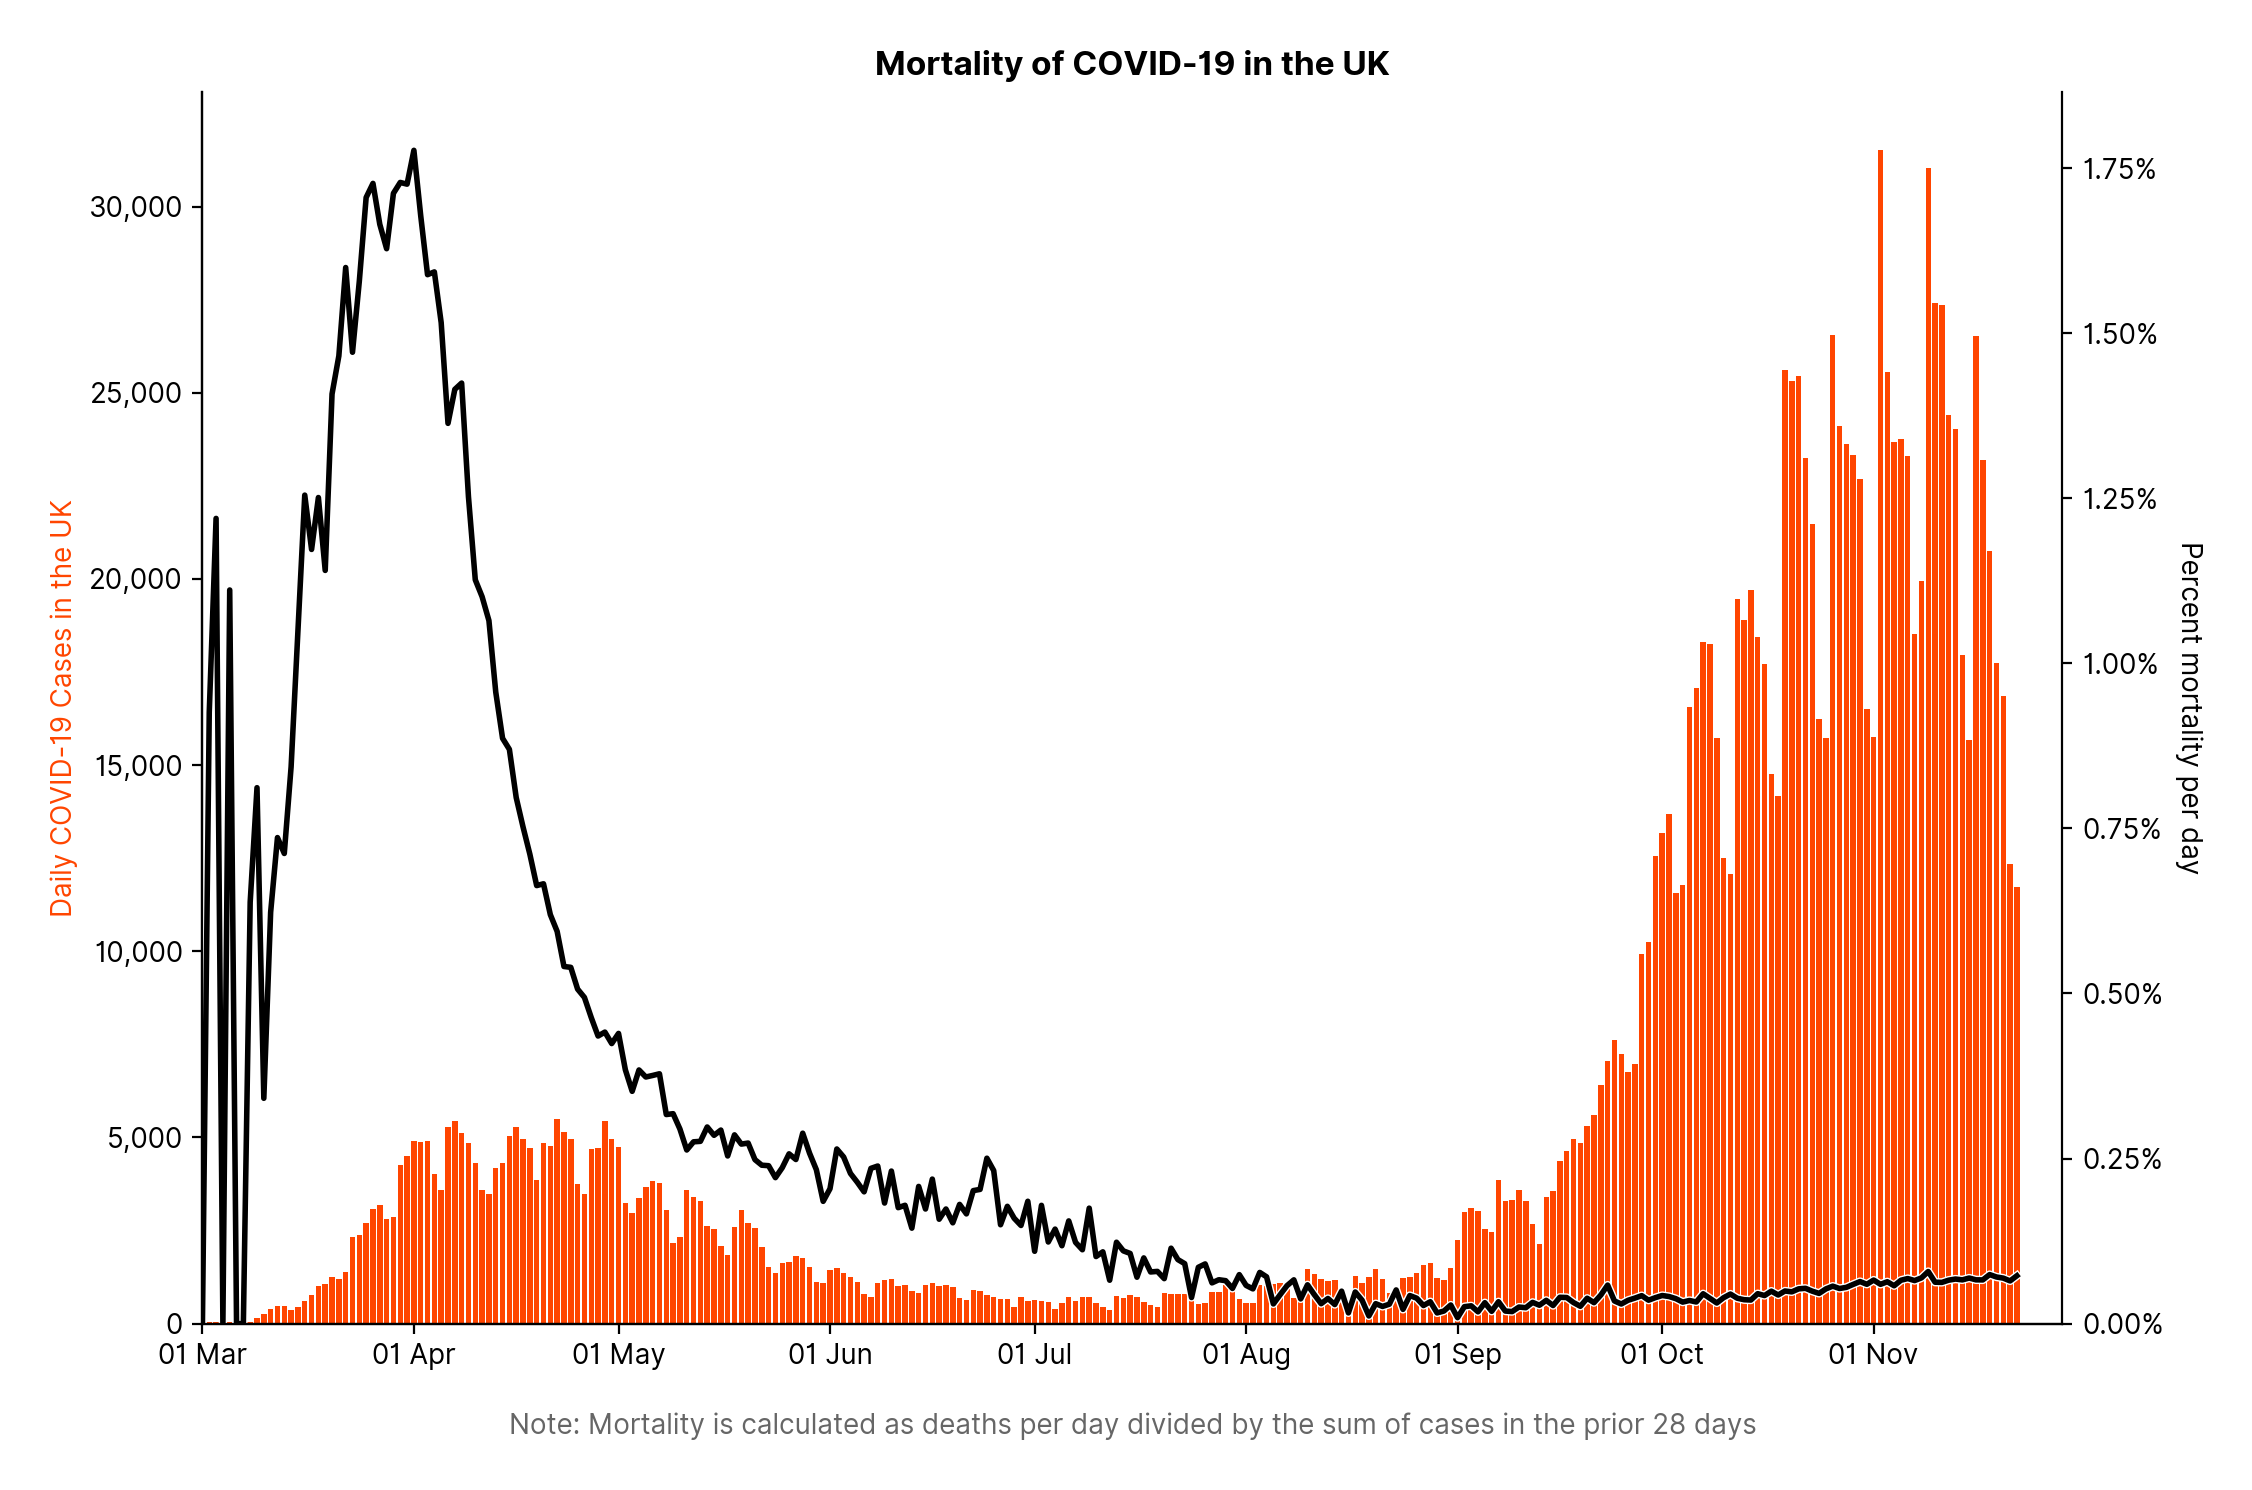 Mortality of COVID-19 in the UK
Daily COVID-19 Cases in the UK
30,000
25,000
20,000
15,000
10,000
5,000
0
1.75%
1.50%
1.25%
1.00%
0.75%
0.50%
0.25%
0.00%
Percent mortality per day
01 Mar
01 Apr
01 May
01 Jun
01 Jul
01 Aug
01 Sep
01 Oct
01 Nov
Note: Mortality is calculated as deaths per day divided by the sum of cases in the prior 28 days